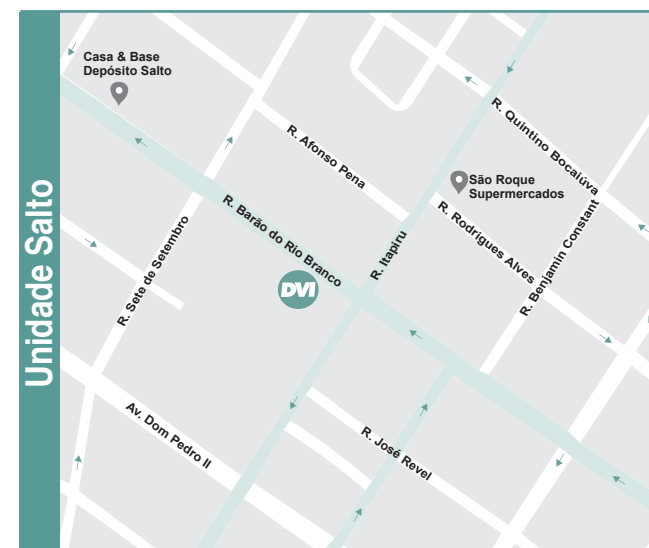 Unidade Salto
Casa & Base
Depósito Salto
R. Afonso Pena
R. Quintino Bocaiúva
São Roque
Supermercados
R. Rodrigues Alves
R. Benjamin Constant
R. Barão do Rio Branco
R. Itapiru
R. Sete de Setembro
DVI
Av. Dom Pedro II
R. José Revel